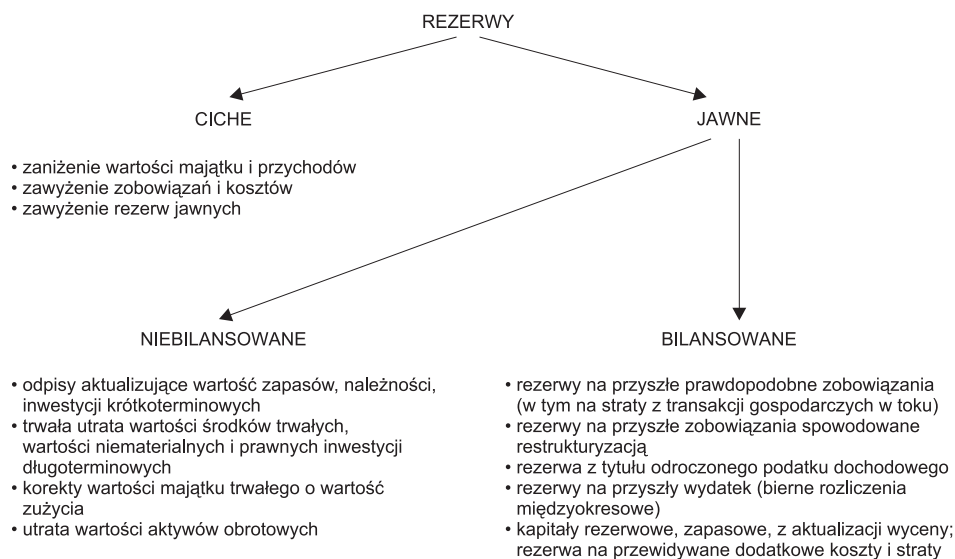 REZERWY
CICHE
JAWNE
• zaniżenie wartości majątku i przychodów
• zawyżenie zobowiązań i kosztów
• zawyżenie rezerw jawnych
NIEBILANSOWANE
BILANSOWANE
• odpisy aktualizujące wartość zapasów, należności,
inwestycji krótkoterminowych
• trwała utrata wartości środków trwałych,
wartości niematerialnych i prawnych inwestycji
długoterminowych
• korekty wartości majątku trwałego o wartość
zużycia
• utrata wartości aktywów obrotowych
• rezerwy na przyszłe prawdopodobne zobowiązania
(w tym na straty z transakcji gospodarczych w toku)
• rezerwy na przyszłe zobowiązania spowodowane
restrukturyzacją
• rezerwa z tytułu odroczonego podatku dochodowego
• rezerwy na przyszły wydatek (bierne rozliczenia
międzyokresowe)
• kapitały rezerwowe, zapasowe, z aktualizacji wyceny;
rezerwa na przewidywane dodatkowe koszty i straty